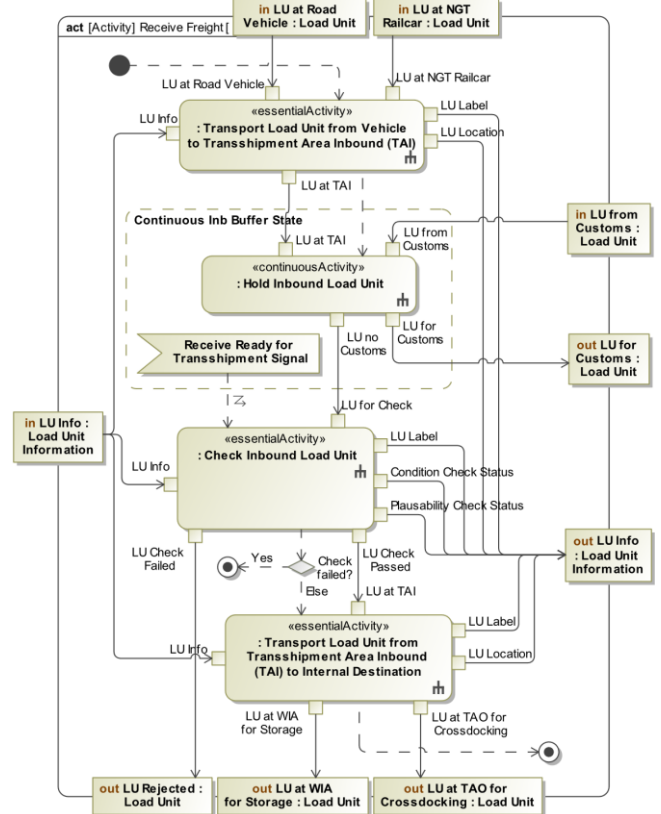 in LU at Road
Vehicle : Load Unit
in LU at NGT
Railcar : Load Unit
act [Activity] Receive Freight [
LU at Road Vehicle
LU at NGT Railcar
LU Info
«essentialActivity»
: Transport Load Unit from Vehicle
to Transshipment Area Inbound (TAI)
LU Label
LU Location
LU at TAI
Continuous Inb Buffer State
LU at TAI
LU from
Customs
in LU from
Customs :
Load Unit
«continuousActivity»
: Hold Inbound Load Unit
LU no
Customs
LU for
Customs
Receive Ready for
Transshipment Signal
out LU for
Customs :
Load Unit
LU for Check
in LU Info :
Load Unit
Information
LU Info
«essentialActivity»
: Check Inbound Load Unit
LU Label
Condition Check Status
Plausability Check Status
out LU Info
: Load Unit
Information
LU Check
Failed
Yes
Check
failed?
Else
LU Check
Passed
LU at TAI
LU Info
«essentialActivity»
: Transport Load Unit from
Transshipment Area Inbound
(TAI) to Internal Destination
LU Label
LU Location
LU at WIA
for Storage
LU at TAO for
Crossdocking
out LU Rejected :
Load Unit
out LU at WIA
for Storage : Load Unit
out LU at TAO for
Crossdocking : Load Unit